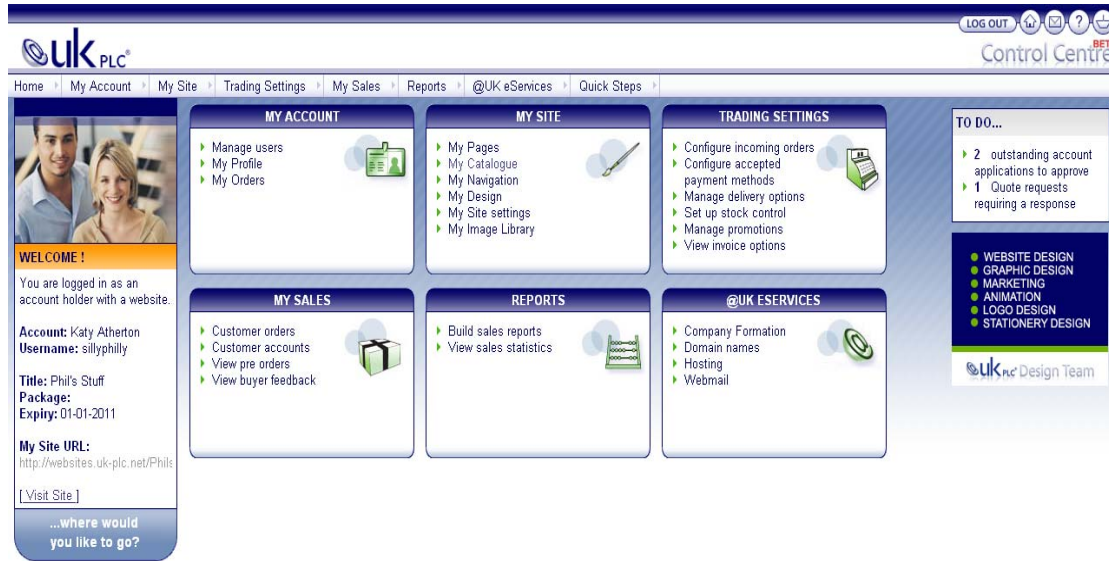 LOG OUT
?
@uk PLC®
Control Centre
BET
Home
My Account
My Site
Trading Settings
My Sales
Reports
@UK eServices
Quick Steps
WELCOME !
You are logged in as an
account holder with a website.
Account: Katy Atherton
Username: sillyphilly
Title: Phil's Stuff
Package:
Expiry: 01-01-2011
My Site URL:
http://websites.uk-plc.net/Phils
[ Visit Site ]
...where would
you like to go?
MY ACCOUNT
Manage users
My Profile
My Orders
MY SITE
My Pages
My Catalogue
My Navigation
My Design
My Site settings
My Image Library
TRADING SETTINGS
Configure incoming orders
Configure accepted
payment methods
Manage delivery options
Set up stock control
Manage promotions
View invoice options
MY SALES
Customer orders
Customer accounts
View pre orders
View buyer feedback
REPORTS
Build sales reports
View sales statistics
@UK ESERVICES
Company Formation
Domain names
Hosting
Webmail
@
TO DO...
2 outstanding account
applications to approve
1 Quote requests
requiring a response
WEBSITE DESIGN
GRAPHIC DESIGN
MARKETING
ANIMATION
LOGO DESIGN
STATIONERY DESIGN
@uk PLC® Design Team